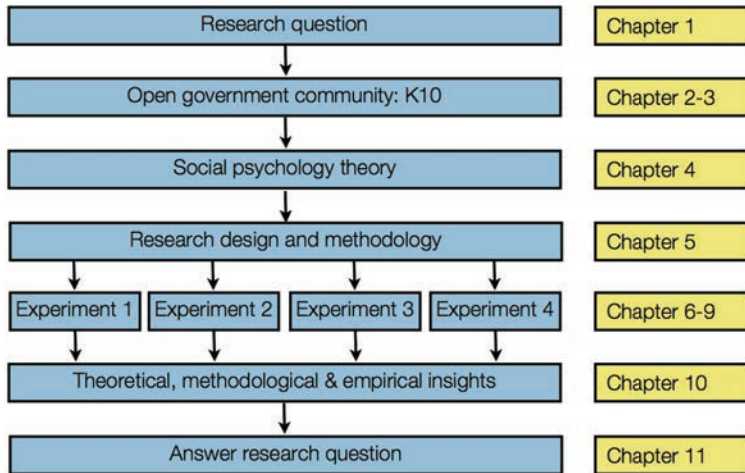 Research question
Chapter 1
Open government community: K10
Chapter 2-3
Social psychology theory
Chapter 4
Research design and methodology
Chapter 5
Experiment 1
Experiment 2
Experiment 3
Experiment 4
Chapter 6-9
Theoretical, methodological & empirical insights
Chapter 10
Answer research question
Chapter 11